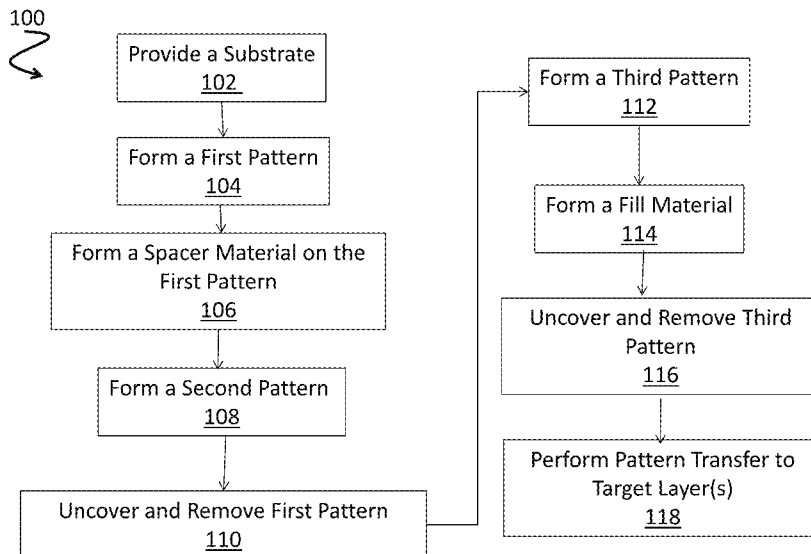 100
Provide a Substrate
102
Form a First Pattern
104
Form a Spacer Material on the
First Pattern
106
Form a Second Pattern
108
Uncover and Remove First Pattern
110
Form a Third Pattern
112
Form a Fill Material
114
Uncover and Remove Third
Pattern
116
Perform Pattern Transfer to
Target Layer(s)
118